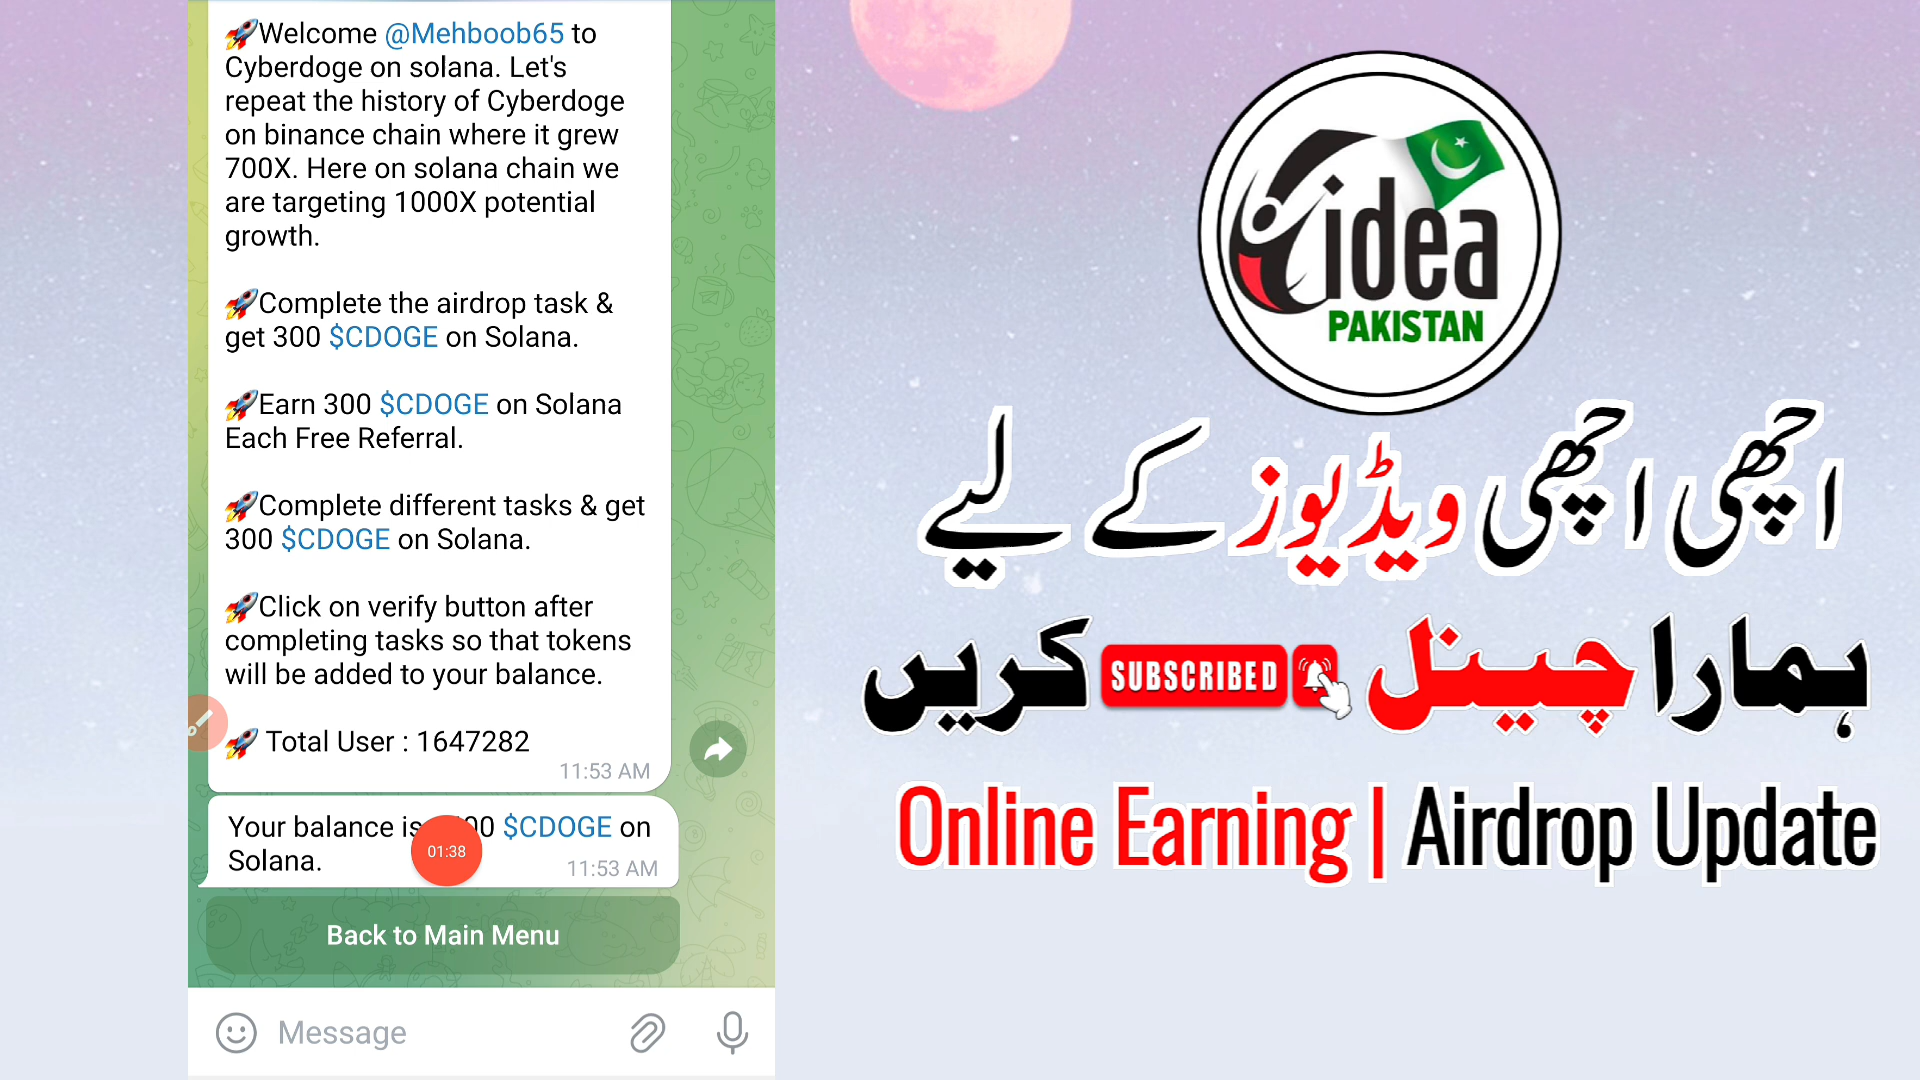 🚀Welcome @Mehboob65 to
Cyberdoge on solana. Let's
repeat the history of Cyberdoge
on binance chain where it grew
700X. Here on solana chain we
are targeting 1000X potential
growth.
🚀Complete the airdrop task &
get 300 $CDOGE on Solana.
🚀Earn 300 $CDOGE on Solana
Each Free Referral.
🚀Complete different tasks & get
300 $CDOGE on Solana.
🚀Click on verify button after
completing tasks so that tokens
will be added to your balance.
🚀 Total User : 1647282
11:53 AM
Your balance is $CDOGE on
Solana.
11:53 AM
01:38
Back to Main Menu
Message
idea
PAKISTAN
اچھی اچھی ویڈیوز کے لیے
ہمارا چینل SUBSCRIBED کریں
Online Earning | Airdrop Update